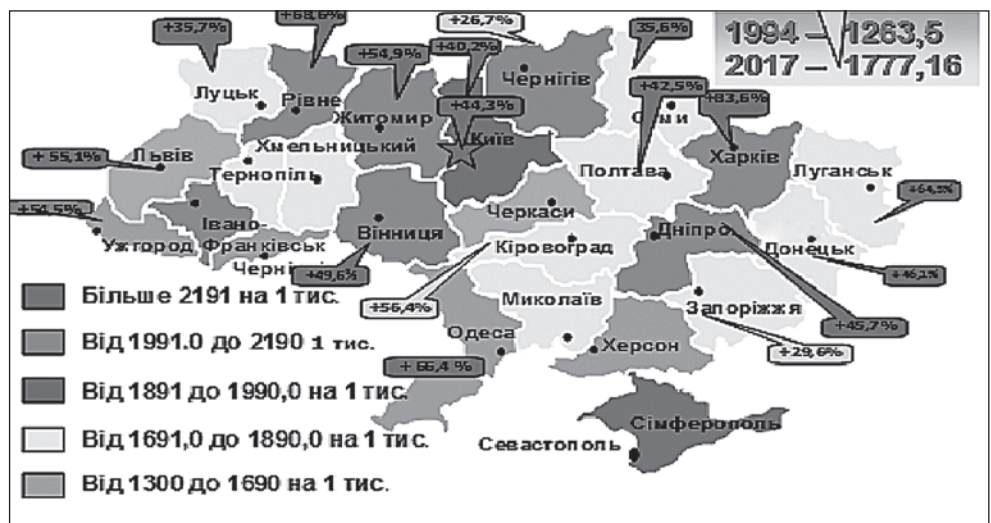 +35,7%
+68,6%
+26,7%
35,6%
1994 – 1263,5
2017 – 1777,16
+54,9%
+40,2%
Чернігів
+42,5%
Луцьк
Рівне
Житомир
+44,3%
Київ
Суми
+83,6%
Харків
+ 55,1%
Львів
Хмельницький
Тернопіль
Полтава
Луганськ
+54,5%
Івано-
Франківськ
Ужгород
Вінниця
Черкаси
Кіровоград
Дніпро
Донецьк
+49,6%
+56,4%
Більше 2191 на 1 тис.
Миколаїв
Запоріжжя
+45,7%
Від 1991.0 до 2190 1 тис.
Одеса
Херсон
+29,6%
+ 66,4 %
Від 1891 до 1990,0 на 1 тис.
Сімферополь
Від 1691,0 до 1890,0 на 1 тис.
Севастополь
Від 1300 до 1690 на 1 тис.